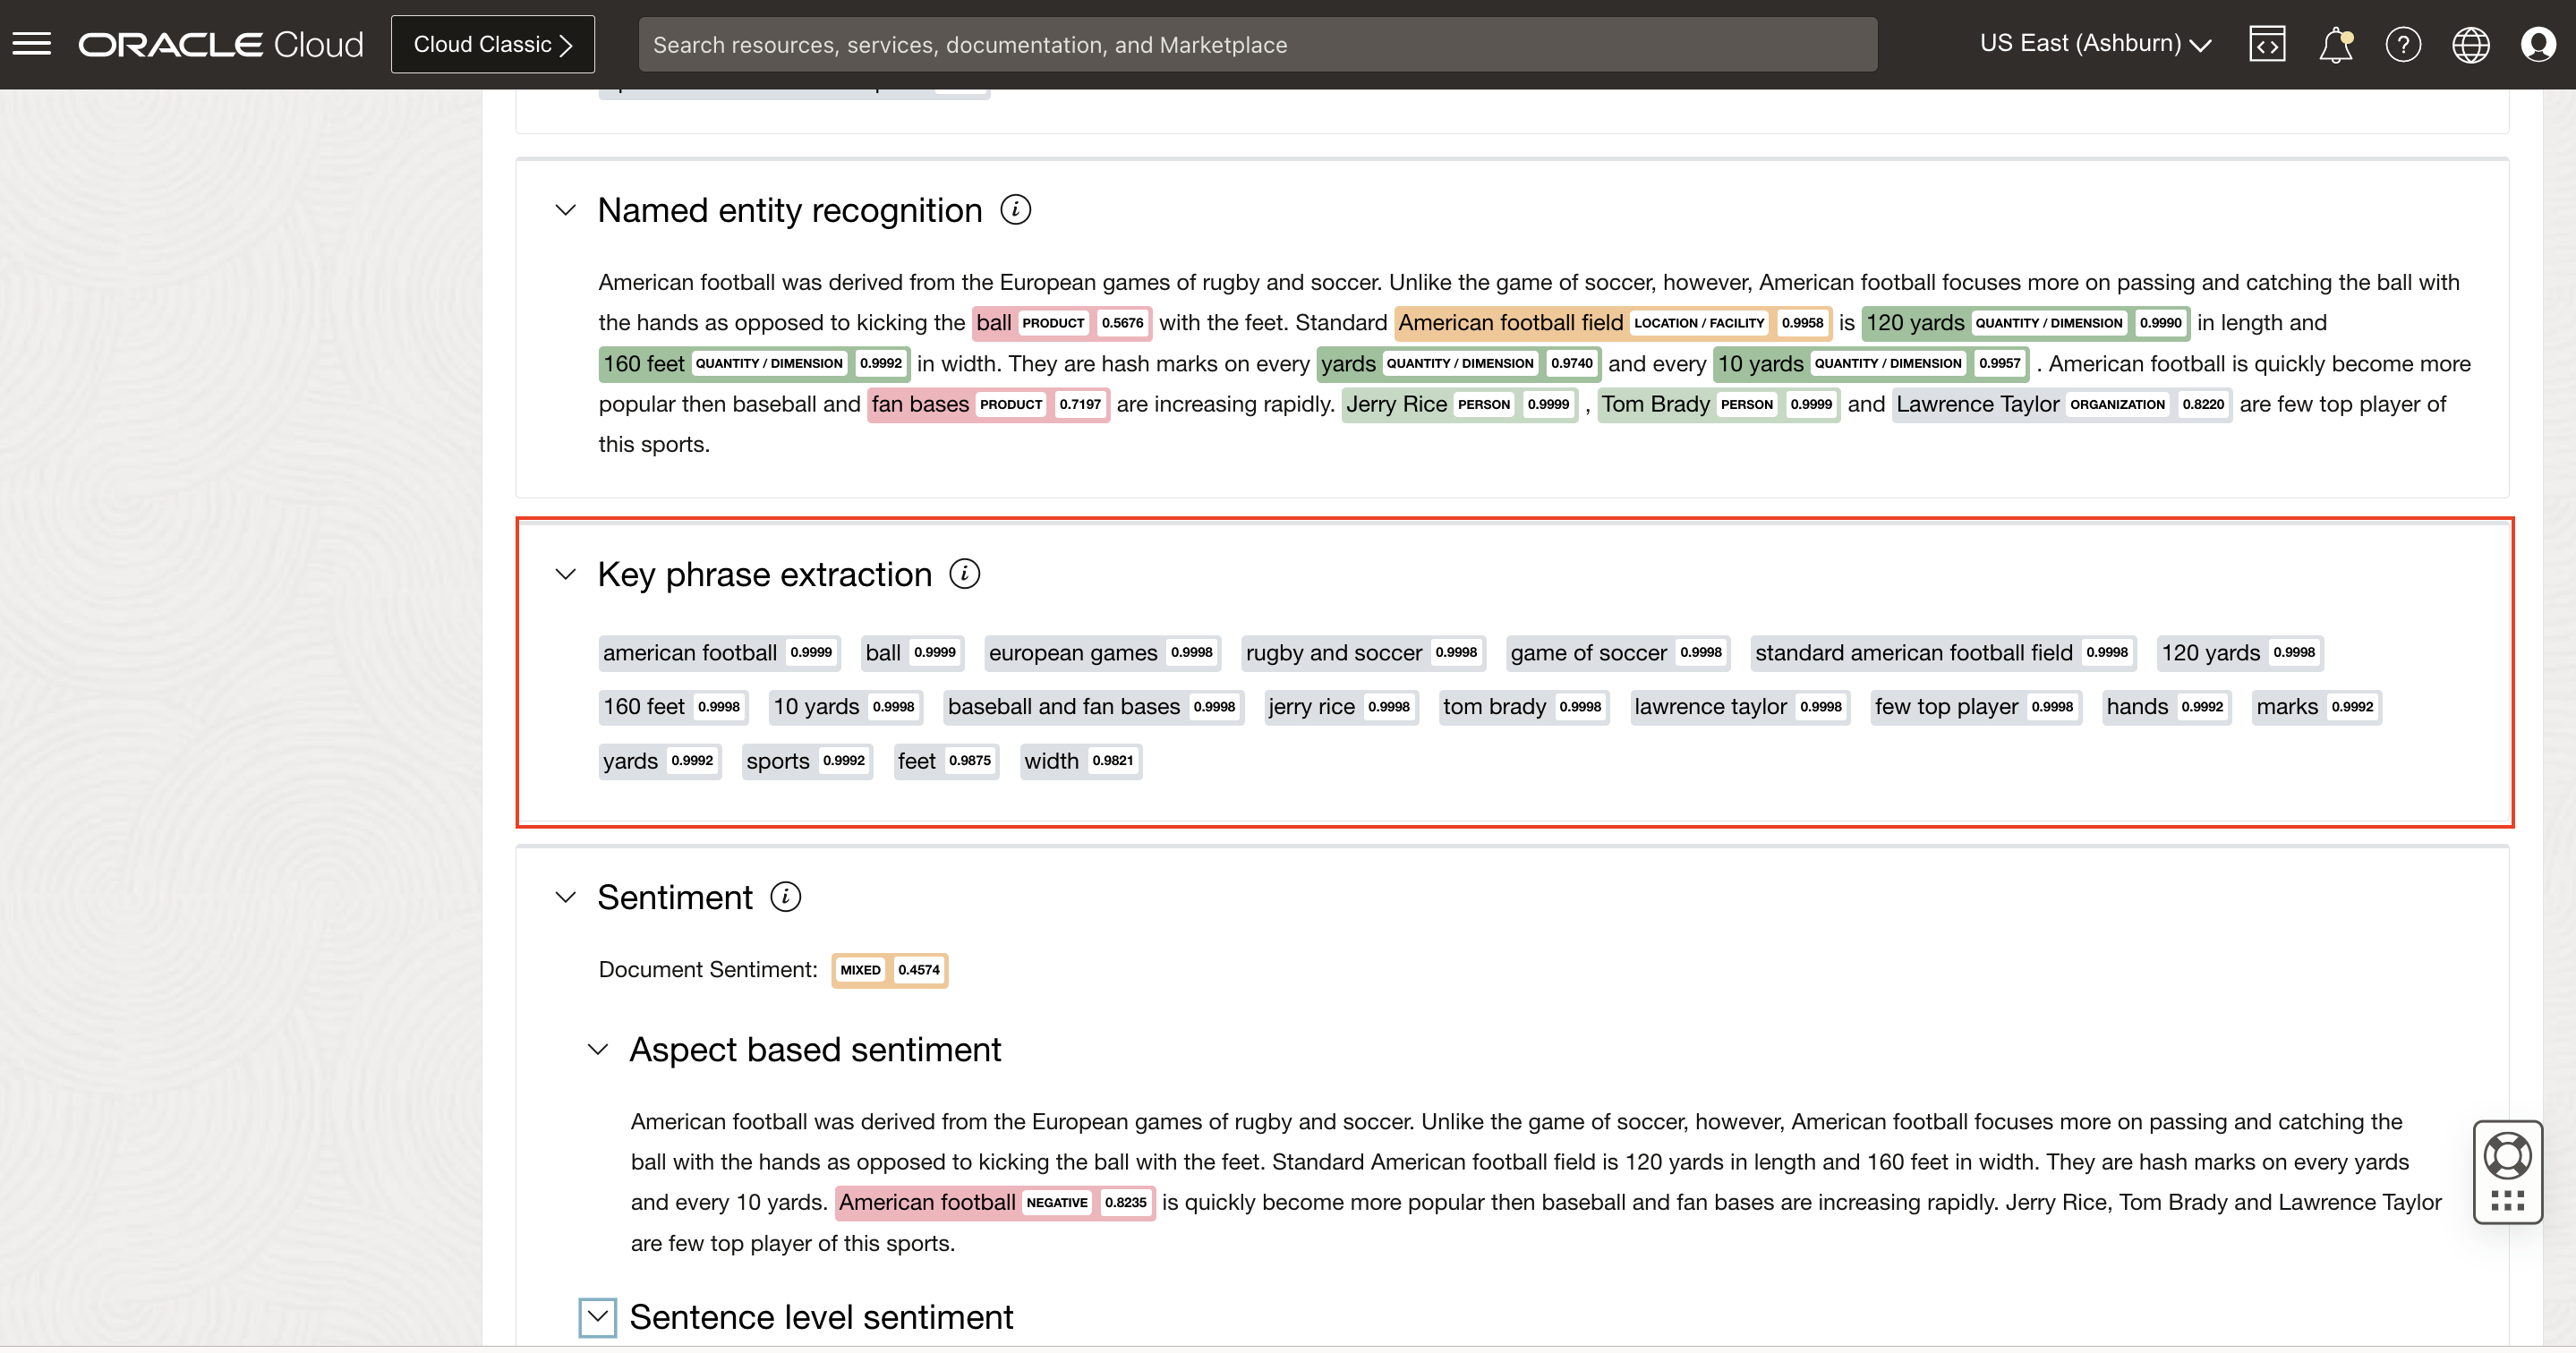 ORACLE Cloud
Cloud Classic
Search resources, services, documentation, and Marketplace
US East (Ashburn)
Named entity recognition
American football was derived from the European games of rugby and soccer. Unlike the game of soccer, however, American football focuses more on passing and catching the ball with
the hands as opposed to kicking the ball PRODUCT 0.5676 with the feet. Standard American football field LOCATION / FACILITY 0.9958 is 120 yards QUANTITY / DIMENSION 0.9990 in length and
160 feet QUANTITY / DIMENSION 0.9992 in width. They are hash marks on every yards QUANTITY / DIMENSION 0.9740 and every 10 yards QUANTITY / DIMENSION 0.9957 . American football is quickly become more
popular then baseball and fan bases PRODUCT 0.7197 are increasing rapidly. Jerry Rice PERSON 0.9999 , Tom Brady PERSON 0.9999 and Lawrence Taylor ORGANIZATION 0.8220 are few top player of
this sports.
Key phrase extraction
american football 0.9999 ball 0.9999 european games 0.9998 rugby and soccer 0.9998 game of soccer 0.9998 standard american football field 0.9998 120 yards 0.9998
160 feet 0.9998 10 yards 0.9998 baseball and fan bases 0.9998 jerry rice 0.9998 tom brady 0.9998 lawrence taylor 0.9998 few top player 0.9998 hands 0.9992 marks 0.9992
yards 0.9992 sports 0.9992 feet 0.9875 width 0.9821
Sentiment
Document Sentiment: MIXED 0.4574
Aspect based sentiment
American football was derived from the European games of rugby and soccer. Unlike the game of soccer, however, American football focuses more on passing and catching the
ball with the hands as opposed to kicking the ball with the feet. Standard American football field is 120 yards in length and 160 feet in width. They are hash marks on every yards
and every 10 yards. American football NEGATIVE 0.8235 is quickly become more popular then baseball and fan bases are increasing rapidly. Jerry Rice, Tom Brady and Lawrence Taylor
are few top player of this sports.
Sentence level sentiment